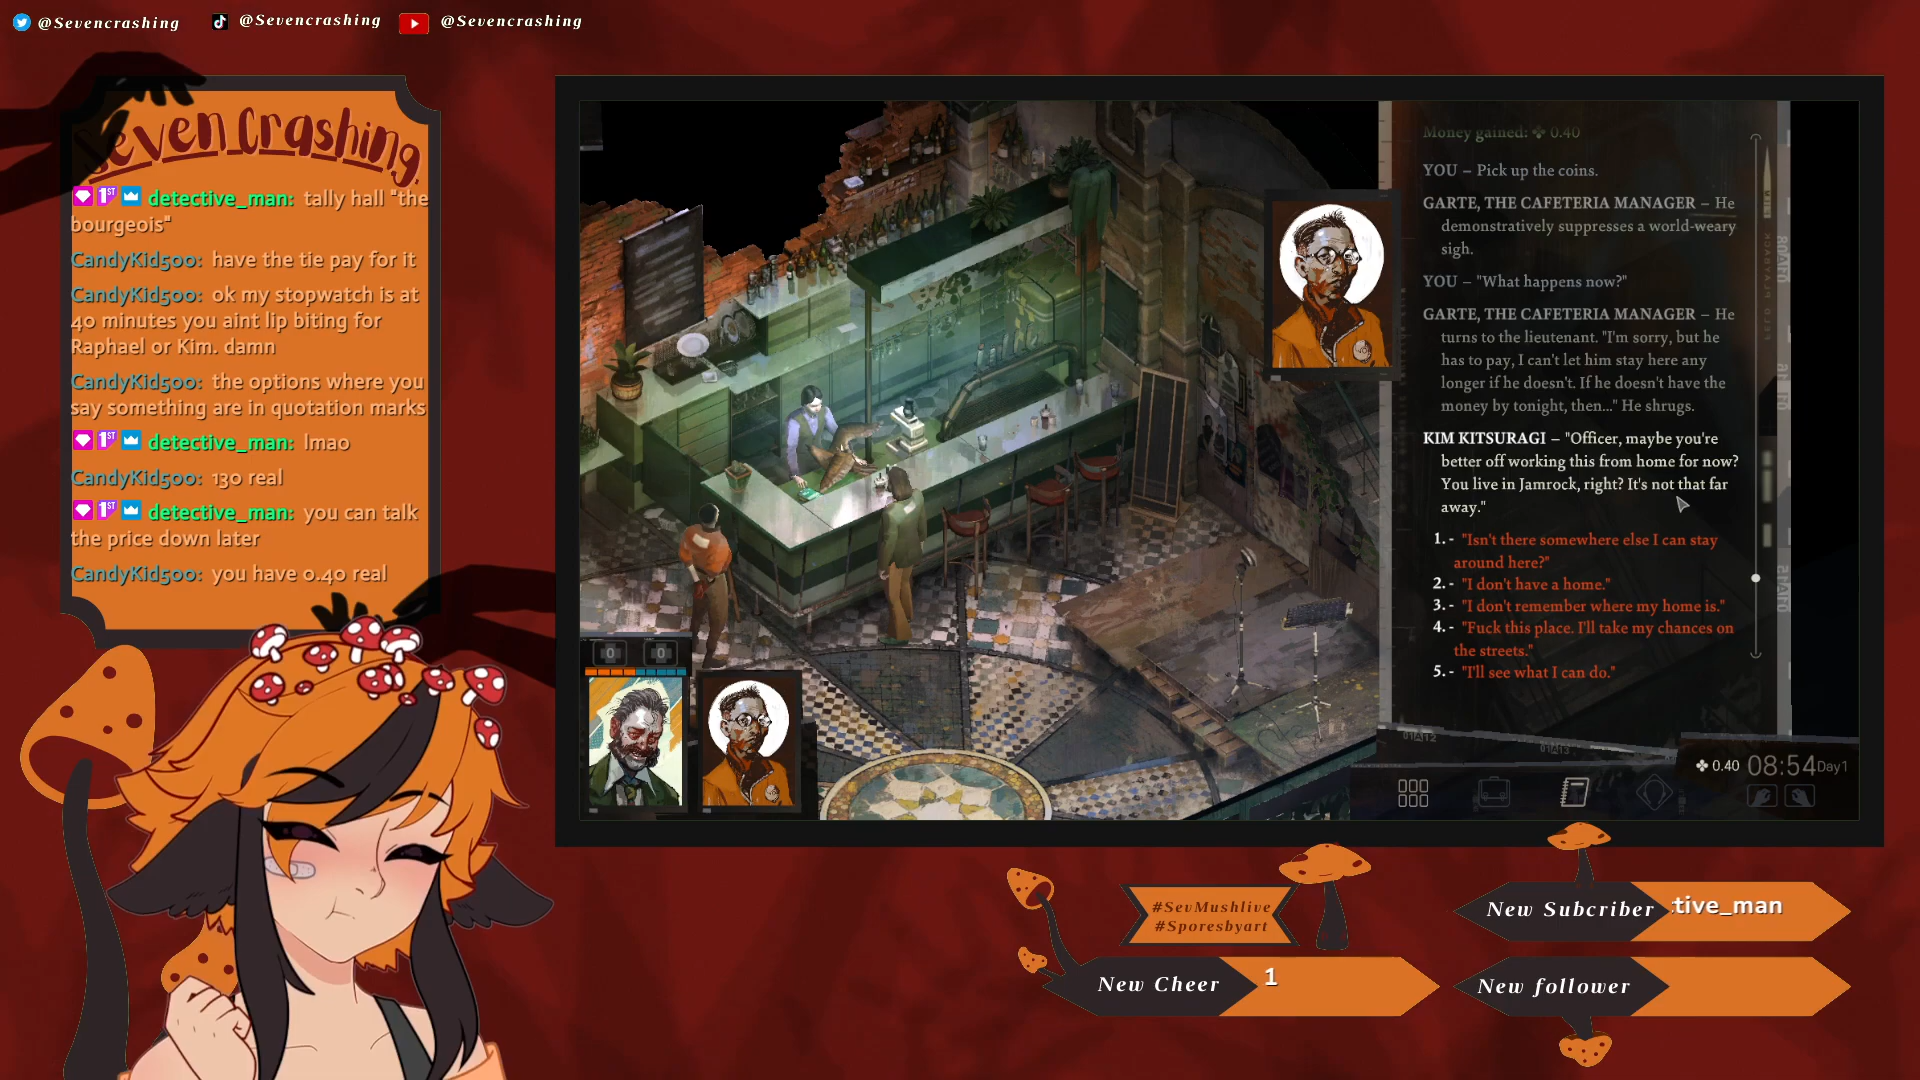 @Sevencrashing @Sevencrashing @Sevencrashing
Seven Crashing
1ST detective_man: tally hall "the
bourgeois"
CandyKid500: have the tie pay for it
CandyKid500: ok my stopwatch is at
40 minutes you aint lip biting for
Raphael or Kim. damn
CandyKid500: the options where you
say something are in quotation marks
1ST detective_man: lmao
CandyKid500: 130 real
1ST detective_man: you can talk
the price down later
CandyKid500: you have 0.40 real
Money gained: 0.40
YOU – Pick up the coins.
GARTE, THE CAFETERIA MANAGER – He
demonstratively suppresses a world-weary
sigh.
YOU – "What happens now?"
GARTE, THE CAFETERIA MANAGER – He
turns to the lieutenant. "I'm sorry, but he
has to pay, I can't let him stay here any
longer if he doesn't. If he doesn't have the
money by tonight, then..." He shrugs.
KIM KITSURAGI – "Officer, maybe you're
better off working this from home for now?
You live in Jamrock, right? It's not that far
away."
1. - "Isn't there somewhere else I can stay
around here?"
2. - "I don't have a home."
3. - "I don't remember where my home is."
4. - "Fuck this place. I'll take my chances on
the streets."
5. - "I'll see what I can do."
0 0
0.40 08:54 Day1
#SevMushlive
#Sporesbyart
New Subcriber tive_man
New Cheer 1
New follower